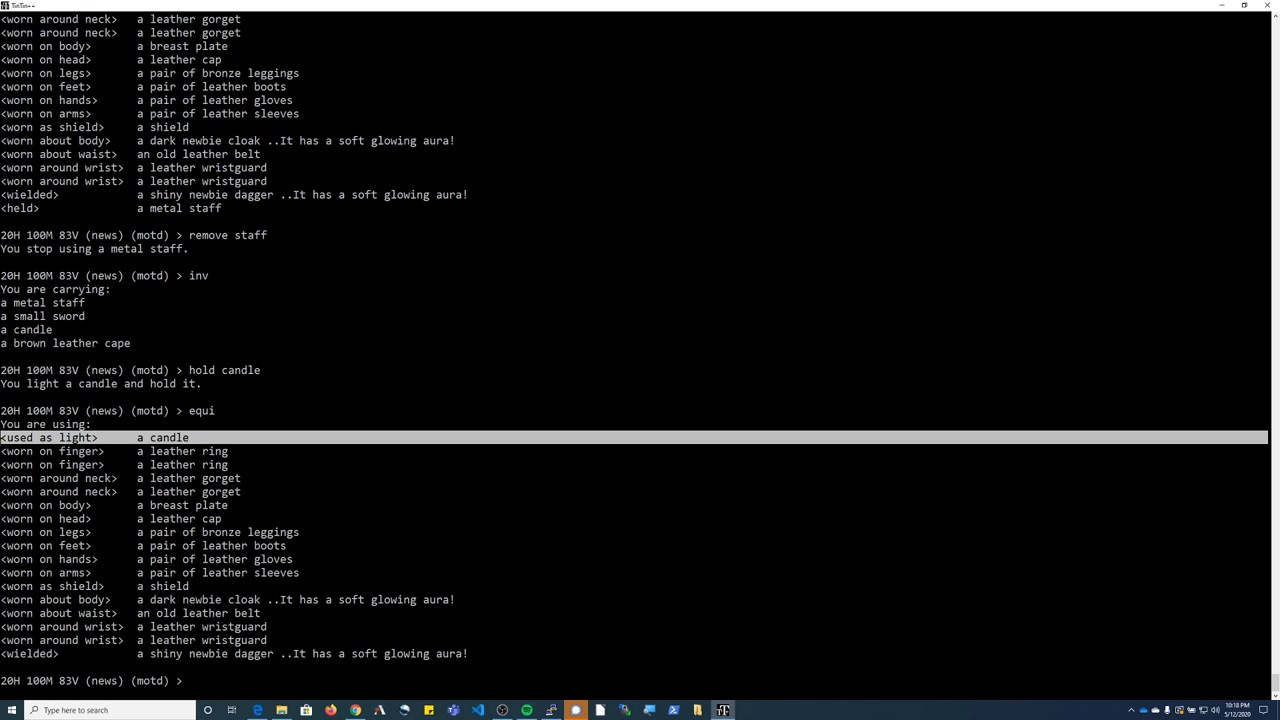 TinTin++
<worn around neck>  a leather gorget
<worn around neck>  a leather gorget
<worn on body>      a breast plate
<worn on head>      a leather cap
<worn on legs>      a pair of bronze leggings
<worn on feet>      a pair of leather boots
<worn on hands>     a pair of leather gloves
<worn on arms>      a pair of leather sleeves
<worn as shield>    a shield
<worn about body>   a dark newbie cloak ..It has a soft glowing aura!
<worn about waist>  an old leather belt
<worn around wrist> a leather wristguard
<worn around wrist> a leather wristguard
<wielded>           a shiny newbie dagger ..It has a soft glowing aura!
<held>              a metal staff
20H 100M 83V (news) (motd) > remove staff
You stop using a metal staff.
20H 100M 83V (news) (motd) > inv
You are carrying:
a metal staff
a small sword
a candle
a brown leather cape
20H 100M 83V (news) (motd) > hold candle
You light a candle and hold it.
20H 100M 83V (news) (motd) > equi
You are using:
<used as light>     a candle
<worn on finger>    a leather ring
<worn on finger>    a leather ring
<worn around neck>  a leather gorget
<worn around neck>  a leather gorget
<worn on body>      a breast plate
<worn on head>      a leather cap
<worn on legs>      a pair of bronze leggings
<worn on feet>      a pair of leather boots
<worn on hands>     a pair of leather gloves
<worn on arms>      a pair of leather sleeves
<worn as shield>    a shield
<worn about body>   a dark newbie cloak ..It has a soft glowing aura!
<worn about waist>  an old leather belt
<worn around wrist> a leather wristguard
<worn around wrist> a leather wristguard
<wielded>           a shiny newbie dagger ..It has a soft glowing aura!
20H 100M 83V (news) (motd) >
Type here to search
10:18 PM
5/12/2020